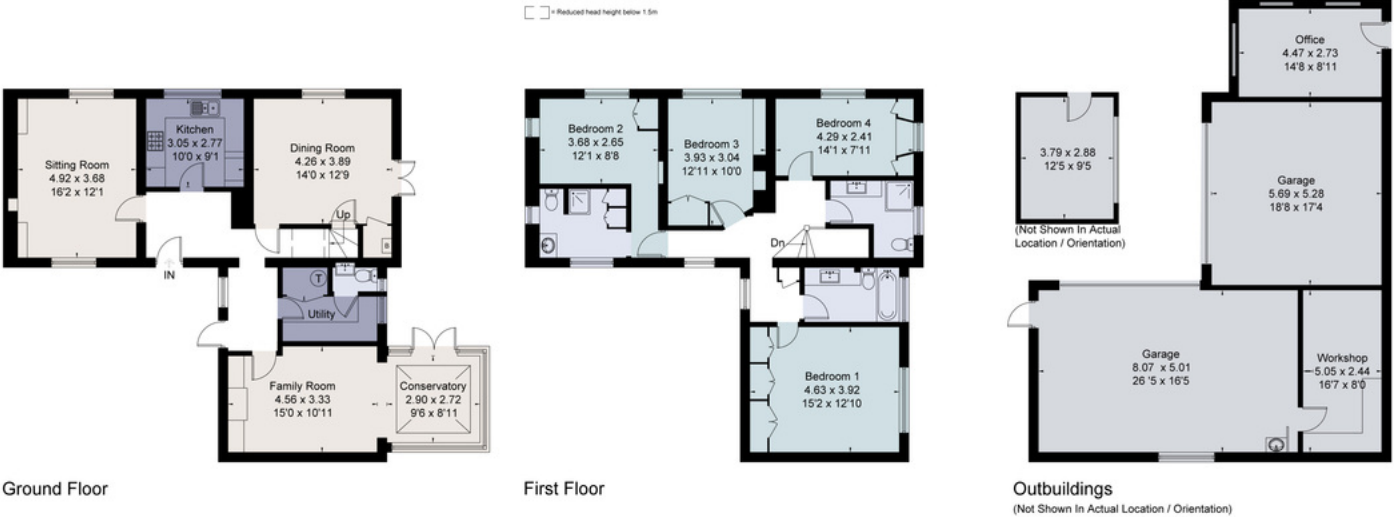 = Reduced head height below 1.5m
Sitting Room
4.92 x 3.68
16'2 x 12'1
Kitchen
3.05 x 2.77
10'0 x 9'1
Dining Room
4.26 x 3.89
14'0 x 12'9
Up
B
IN
T
Utility
Family Room
4.56 x 3.33
15'0 x 10'11
Conservatory
2.90 x 2.72
9'6 x 8'11
Ground Floor
Bedroom 2
3.68 x 2.65
12'1 x 8'8
Bedroom 3
3.93 x 3.04
12'11 x 10'0
Bedroom 4
4.29 x 2.41
14'1 x 7'11
Dn
Bedroom 1
4.63 x 3.92
15'2 x 12'10
First Floor
Office
4.47 x 2.73
14'8 x 8'11
3.79 x 2.88
12'5 x 9'5
(Not Shown In Actual
Location / Orientation)
Garage
5.69 x 5.28
18'8 x 17'4
Garage
8.07 x 5.01
26 '5 x 16'5
Workshop
5.05 x 2.44
16'7 x 8'0
Outbuildings
(Not Shown In Actual Location / Orientation)